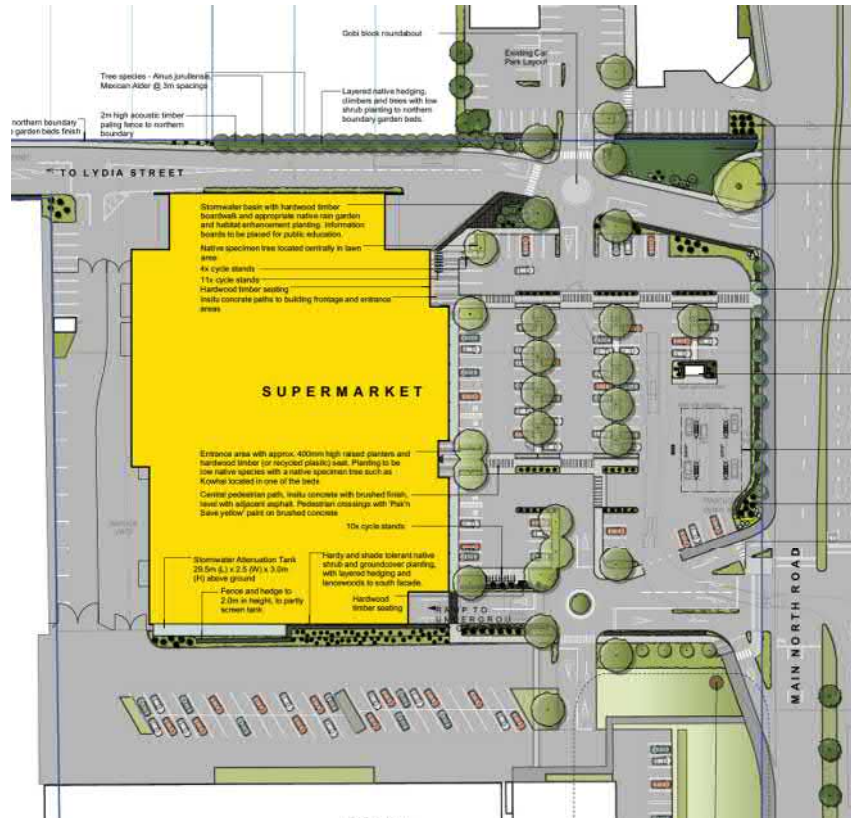 Gobi block roundabout
Existing Car
Park Layout
Tree species - Alnus jorullensis,
Mexican Alder @ 3m spacings
Layered native hedging,
climbers and trees with low
shrub planting to northern
boundary garden beds.
2m high acoustic timber
paling fence to northern
boundary
northern boundary
garden beds finish
TO LYDIA STREET
Stormwater basin with hardwood timber
boardwalk and appropriate native rain garden
and habitat enhancement planting. Information
boards to be placed for public education.
Native specimen tree located centrally in lawn
area
4x cycle stands
11x cycle stands
Hardwood timber seating
Insitu concrete paths to building frontage and entrance
areas
SUPERMARKET
Entrance area with approx. 400mm high raised planters and
hardwood timber (or recycled plastic) seat. Planting to be
low native species with a native specimen tree such as
Kowhai located in one of the beds
Central pedestrian path, insitu concrete with brushed finish,
level with adjacent asphalt. Pedestrian crossings with 'Pak'n
Save yellow' paint on brushed concrete
10x cycle stands
Stormwater Attenuation Tank
29.5m (L) x 2.5 (W) x 3.0m
(H) above ground
Hardy and shade tolerant native
shrub and groundcover planting,
with layered hedging and
lancewoods to south facade.
Fence and hedge to
2.0m in height, to partly
screen tank
Hardwood
timber seating
RAMP TO
UNDERGROU
MAIN NORTH ROAD